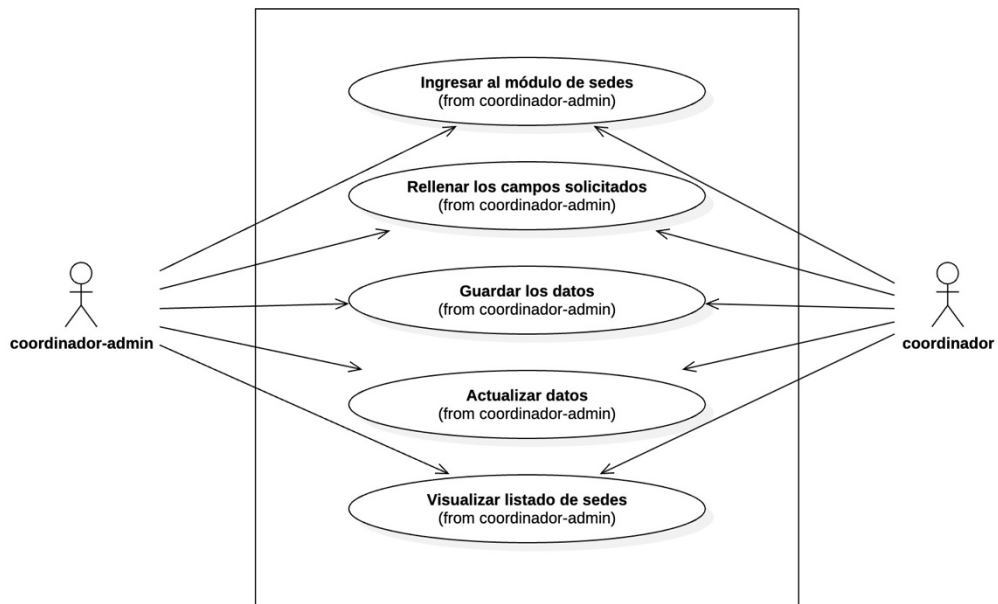 Ingresar al módulo de sedes
(from coordinador-admin)
Rellenar los campos solicitados
(from coordinador-admin)
Guardar los datos
(from coordinador-admin)
coordinador-admin
coordinador
Actualizar datos
(from coordinador-admin)
Visualizar listado de sedes
(from coordinador-admin)